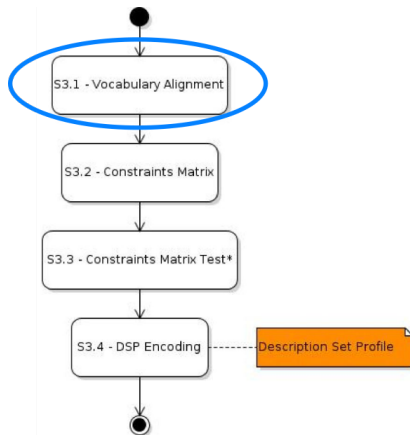 S3.1 - Vocabulary Alignment
S3.2 - Constraints Matrix
S3.3 - Constraints Matrix Test*
S3.4 - DSP Encoding
Description Set Profile